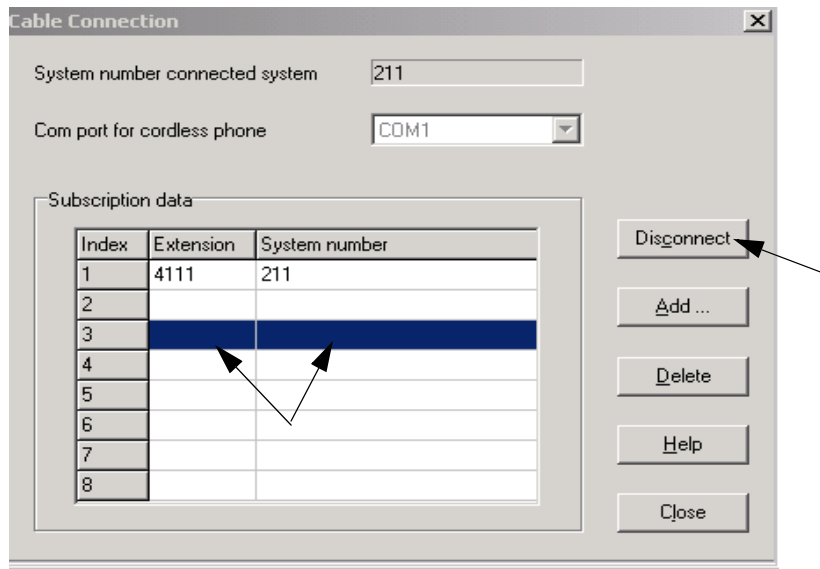 Cable Connection
System number connected system 211
Com port for cordless phone COM1
Subscription data
Index Extension System number
1 4111 211
2
3
4
5
6
7
8
Disconnect
Add ...
Delete
Help
Close